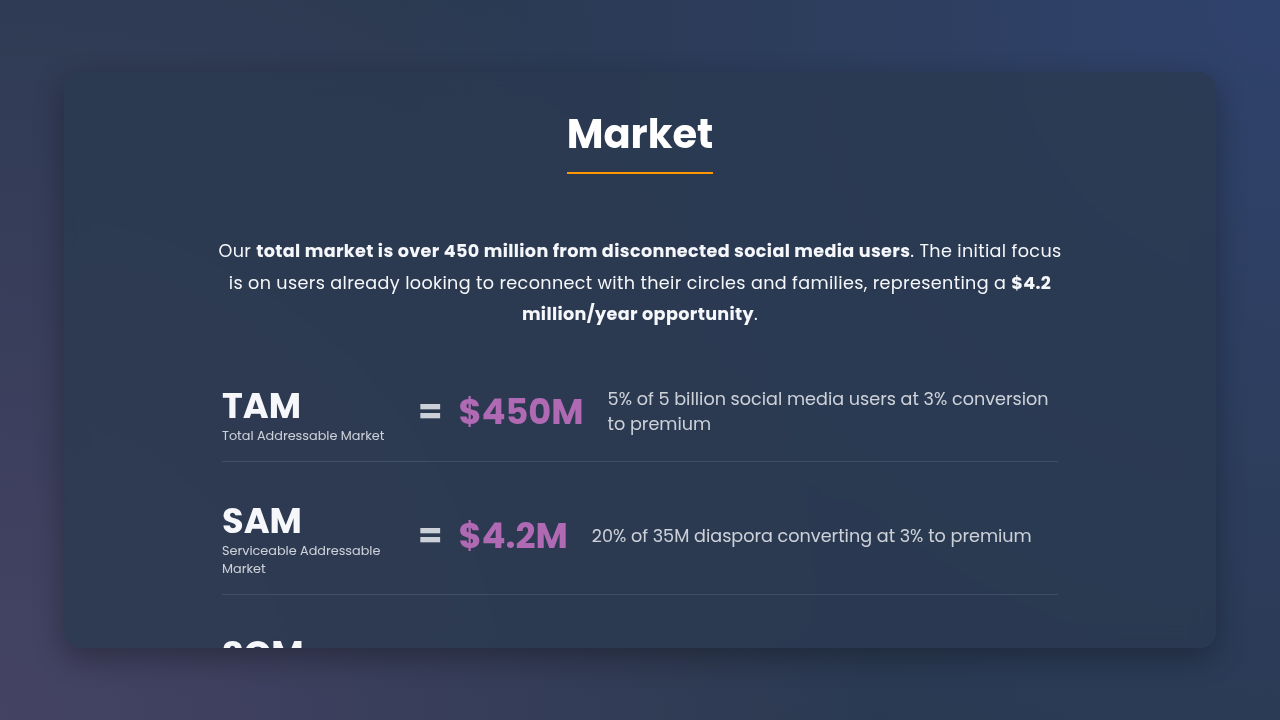 Market
Our total market is over 450 million from disconnected social media users. The initial focus
is on users already looking to reconnect with their circles and families, representing a $4.2
million/year opportunity.
TAM
Total Addressable Market
= $450M
5% of 5 billion social media users at 3% conversion
to premium
SAM
Serviceable Addressable
Market
= $4.2M
20% of 35M diaspora converting at 3% to premium